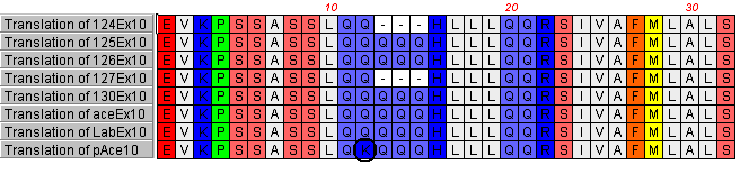 10 20 30
Translation of 124Ex10 E V K P S S A S S L Q Q - - - H L L L Q Q R S I V A F M L A L S
Translation of 125Ex10 E V K P S S A S S L Q Q Q Q Q H L L L Q Q R S I V A F M L A L S
Translation of 126Ex10 E V K P S S A S S L Q Q Q Q Q H L L L Q Q R S I V A F M L A L S
Translation of 127Ex10 E V K P S S A S S L Q Q - - - H L L L Q Q R S I V A F M L A L S
Translation of 130Ex10 E V K P S S A S S L Q Q Q Q Q H L L L Q Q R S I V A F M L A L S
Translation of aceEx10 E V K P S S A S S L Q Q Q Q Q H L L L Q Q R S I V A F M L A L S
Translation of LabEx10 E V K P S S A S S L Q Q Q Q Q H L L L Q Q R S I V A F M L A L S
Translation of pAce10 E V K P S S A S S L Q K Q Q Q H L L L Q Q R S I V A F M L A L S